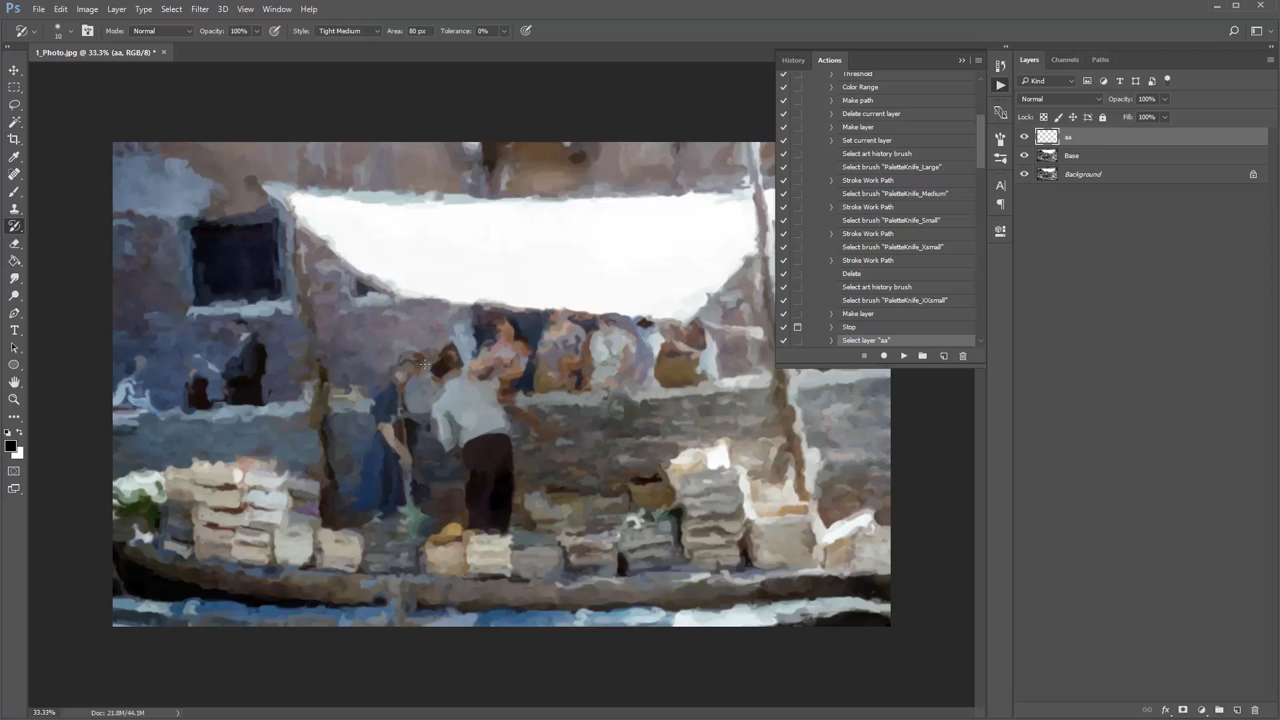 Ps File Edit Image Layer Type Select Filter 3D View Window Help
10 Mode: Normal Opacity: 100% Style: Tight Medium Area: 80 px Tolerance: 0%
1_Photo.jpg @ 33.3% (aa, RGB/8) * ×
History Actions
Threshold
Color Range
Make path
Delete current layer
Make layer
Set current layer
Select art history brush
Select brush "PaletteKnife_Large"
Stroke Work Path
Select brush "PaletteKnife_Medium"
Stroke Work Path
Select brush "PaletteKnife_Small"
Stroke Work Path
Select brush "PaletteKnife_Xsmall"
Stroke Work Path
Delete
Select art history brush
Select brush "PaletteKnife_XXsmall"
Make layer
Stop
Select layer "aa"
Layers Channels Paths
Kind
Normal Opacity: 100%
Lock: Fill: 100%
aa
Base
Background
33.33% Doc: 21.8M/44.1M